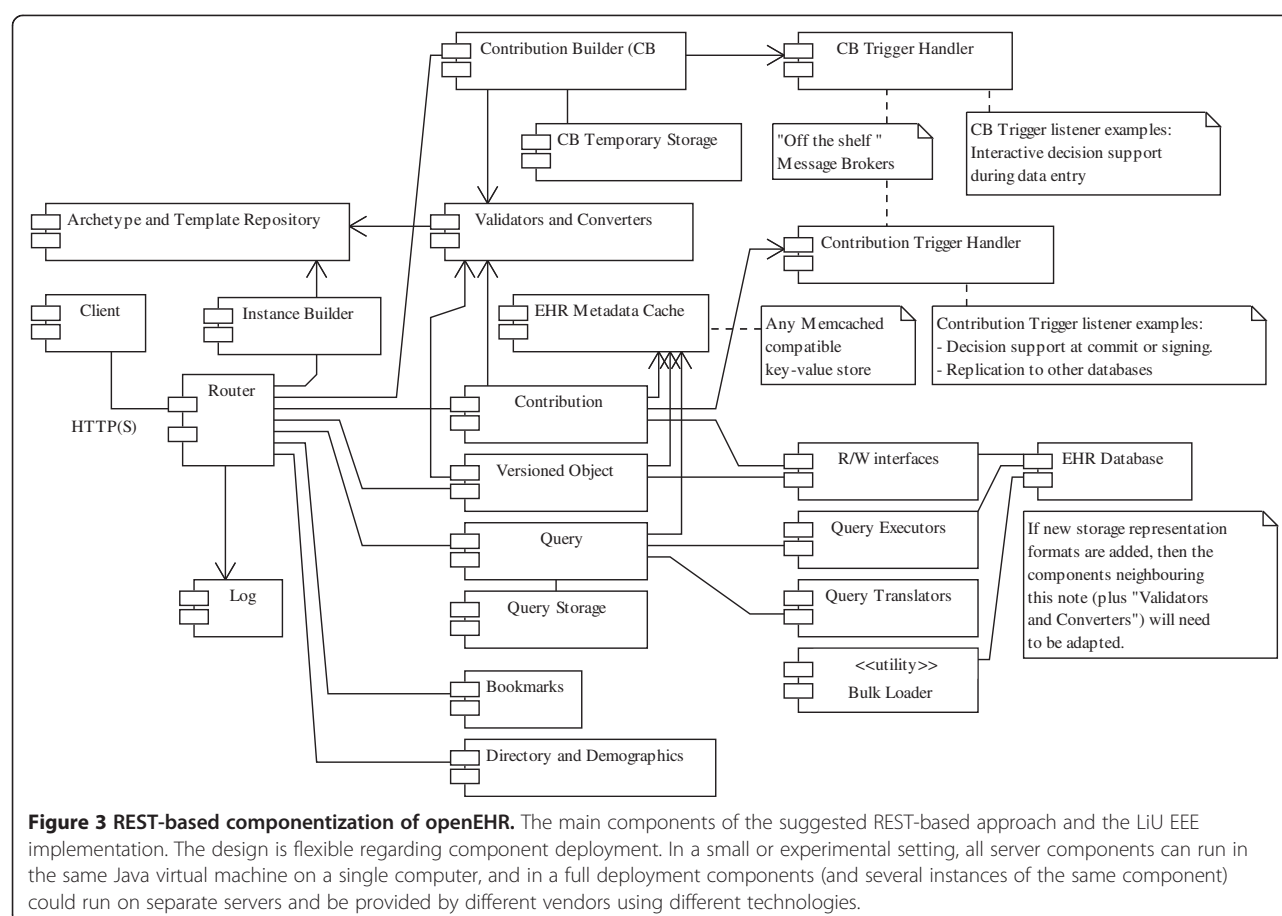 Contribution Builder (CB
CB Trigger Handler
CB Temporary Storage
"Off the shelf "
Message Brokers
CB Trigger listener examples:
Interactive decision support
during data entry
Archetype and Template Repository
Validators and Converters
Contribution Trigger Handler
Client
Instance Builder
EHR Metadata Cache
Any Memcached
compatible
key-value store
Contribution Trigger listener examples:
- Decision support at commit or signing.
- Replication to other databases
Router
HTTP(S)
Contribution
Versioned Object
R/W interfaces
EHR Database
Query
Query Executors
If new storage representation
formats are added, then the
components neighbouring
this note (plus "Validators
and Converters") will need
to be adapted.
Log
Query Storage
Query Translators
<<utility>>
Bulk Loader
Bookmarks
Directory and Demographics
Figure 3 REST-based componentization of openEHR. The main components of the suggested REST-based approach and the LiU EEE
implementation. The design is flexible regarding component deployment. In a small or experimental setting, all server components can run in
the same Java virtual machine on a single computer, and in a full deployment components (and several instances of the same component)
could run on separate servers and be provided by different vendors using different technologies.